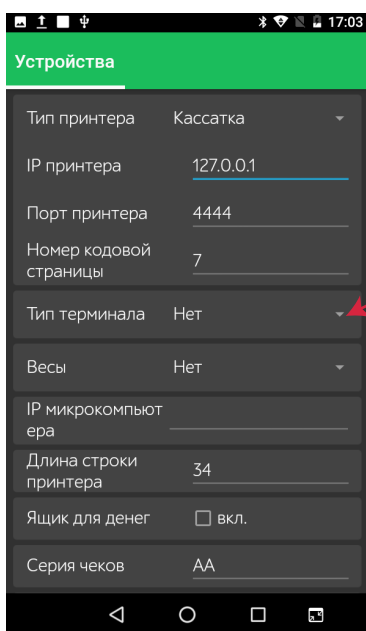 17:03
Устройства
Тип принтера Кассатка
IP принтера 127.0.0.1
Порт принтера 4444
Номер кодовой
страницы 7
Тип терминала Нет
Весы Нет
IP микрокомпьют
ера
Длина строки
принтера 34
Ящик для денег вкл.
Серия чеков АА